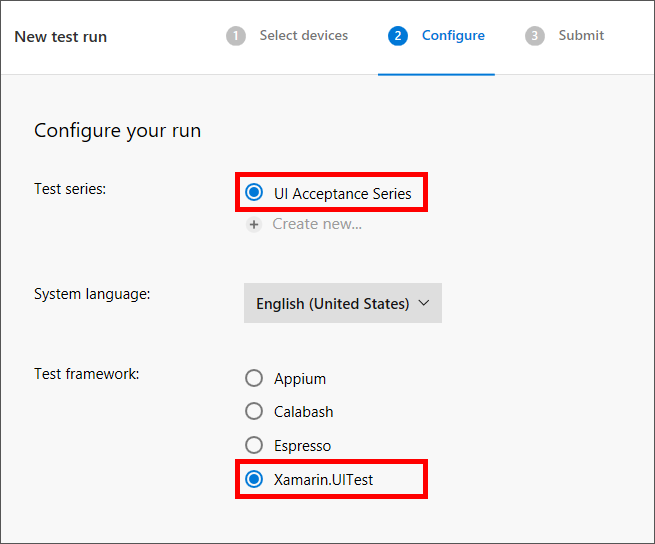 New test run
1 Select devices
2 Configure
3 Submit
Configure your run
Test series:
UI Acceptance Series
+ Create new...
System language:
English (United States)
Test framework:
Appium
Calabash
Espresso
Xamarin.UITest